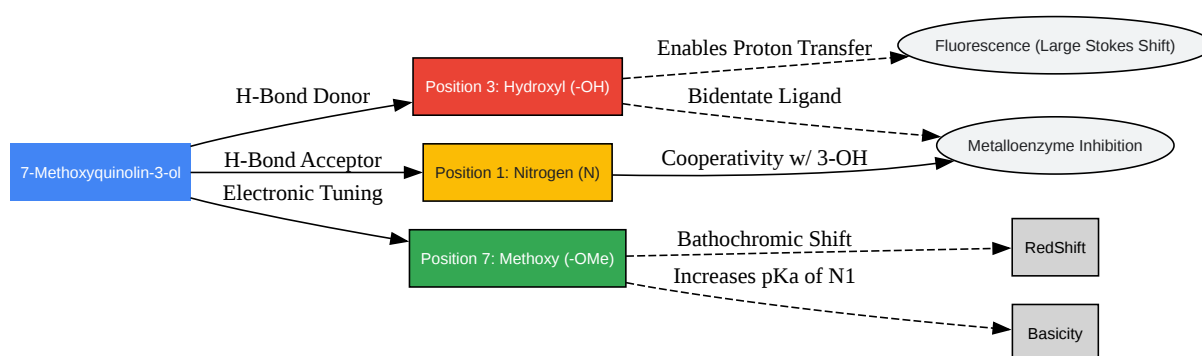 Enables Proton Transfer
Fluorescence (Large Stokes Shift)
H-Bond Donor
Position 3: Hydroxyl (-OH)
Bidentate Ligand
7-Methoxyquinolin-3-ol
H-Bond Acceptor
Position 1: Nitrogen (N)
Cooperativity w/ 3-OH
Metalloenzyme Inhibition
Electronic Tuning
Position 7: Methoxy (-OMe)
Bathochromic Shift
RedShift
Increases pKa of N1
Basicity